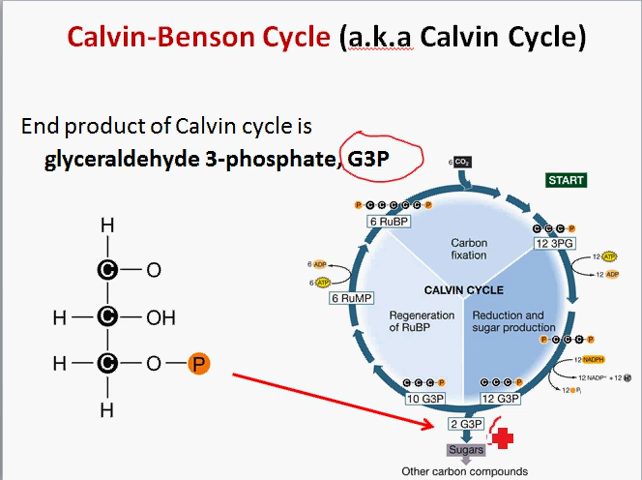 Calvin-Benson Cycle (a.k.a Calvin Cycle)
End product of Calvin cycle is
glyceraldehyde 3-phosphate, G3P
6 CO₂
START
P C C C C C P
6 RuBP
C C C P
12 3PG
Carbon
fixation
6 ADP
6 ATP
12 ATP
12 ADP
CALVIN CYCLE
6 RuMP
Regeneration
of RuBP
Reduction and
sugar production
P C C C P
12 NADPH
12 NADP⁺ + 12 H
12 Pᵢ
C C C P
10 G3P
C C C P
12 G3P
2 G3P
Sugars
Other carbon compounds
H
C O
H C OH
H C O P
H